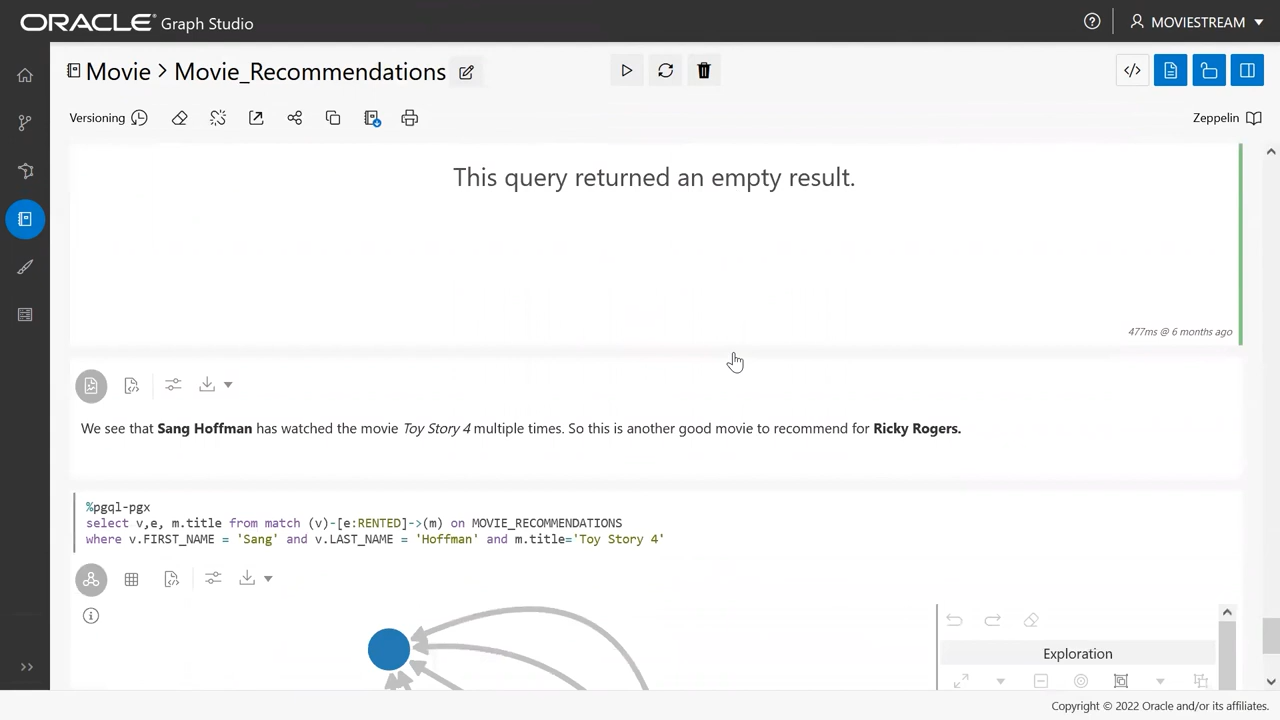 ORACLE Graph Studio
MOVIESTREAM
Movie > Movie_Recommendations
Versioning
Zeppelin
This query returned an empty result.
477ms @ 6 months ago
We see that Sang Hoffman has watched the movie Toy Story 4 multiple times. So this is another good movie to recommend for Ricky Rogers.
%pgql-pgx
select v,e, m.title from match (v)-[e:RENTED]->(m) on MOVIE_RECOMMENDATIONS
where v.FIRST_NAME = 'Sang' and v.LAST_NAME = 'Hoffman' and m.title='Toy Story 4'
Exploration
Copyright © 2022 Oracle and/or its affiliates.